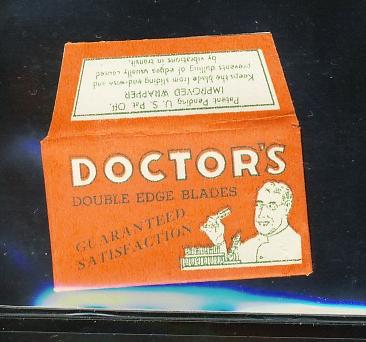 Patent Pending U. S. Pat. Off.
IMPROVED WRAPPER
Keeps the blade from sliding end-wise and
prevents dulling of edges usually caused
by vibrations in transit.
DOCTOR'S
DOUBLE EDGE BLADES
GUARANTEED
SATISFACTION